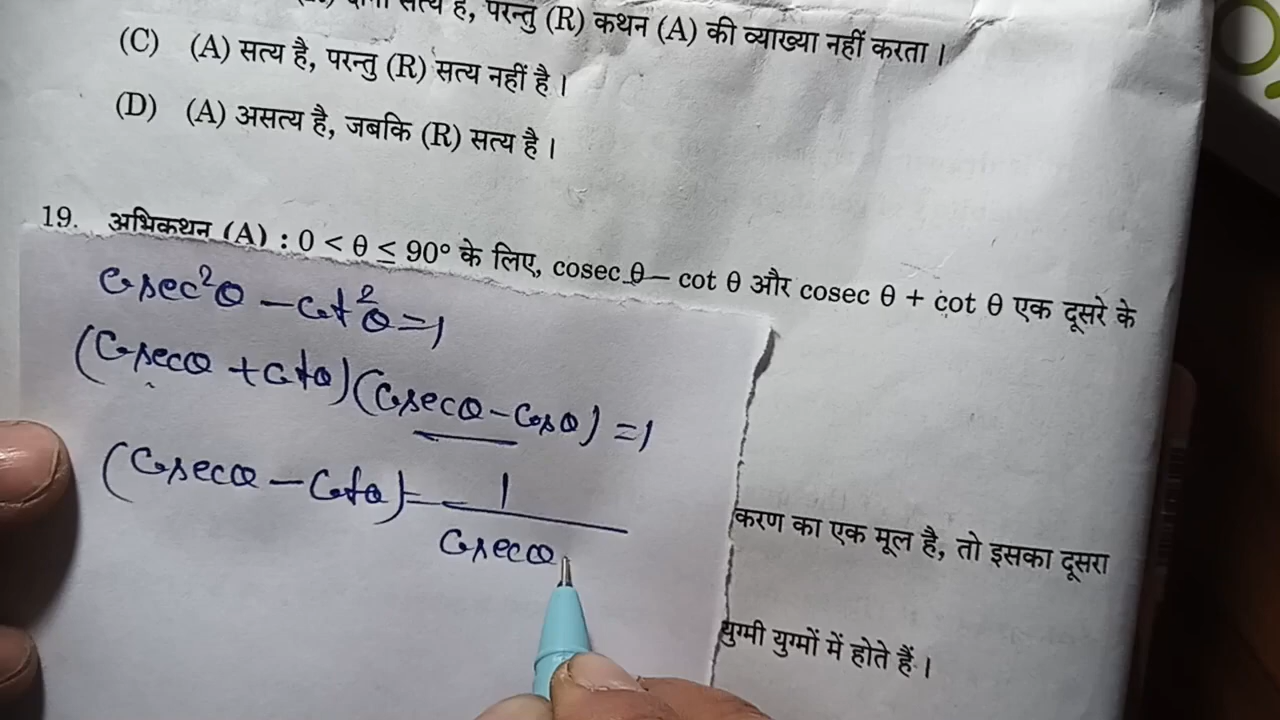 सत्य है, परन्तु (R) कथन (A) की व्याख्या नहीं करता ।
(C) (A) सत्य है, परन्तु (R) सत्य नहीं है ।
(D) (A) असत्य है, जबकि (R) सत्य है ।
19. अभिकथन (A) : 0 < θ ≤ 90° के लिए, cosec θ – cot θ और cosec θ + cot θ एक दूसरे के
Cosec²θ – Cot²θ = 1
(Cosecθ + Cotθ)(Cosecθ – Cosθ) = 1
(Cosecθ – Cotθ) = 1
Cosecθ
करण का एक मूल है, तो इसका दूसरा
युग्मी युग्मों में होते हैं ।